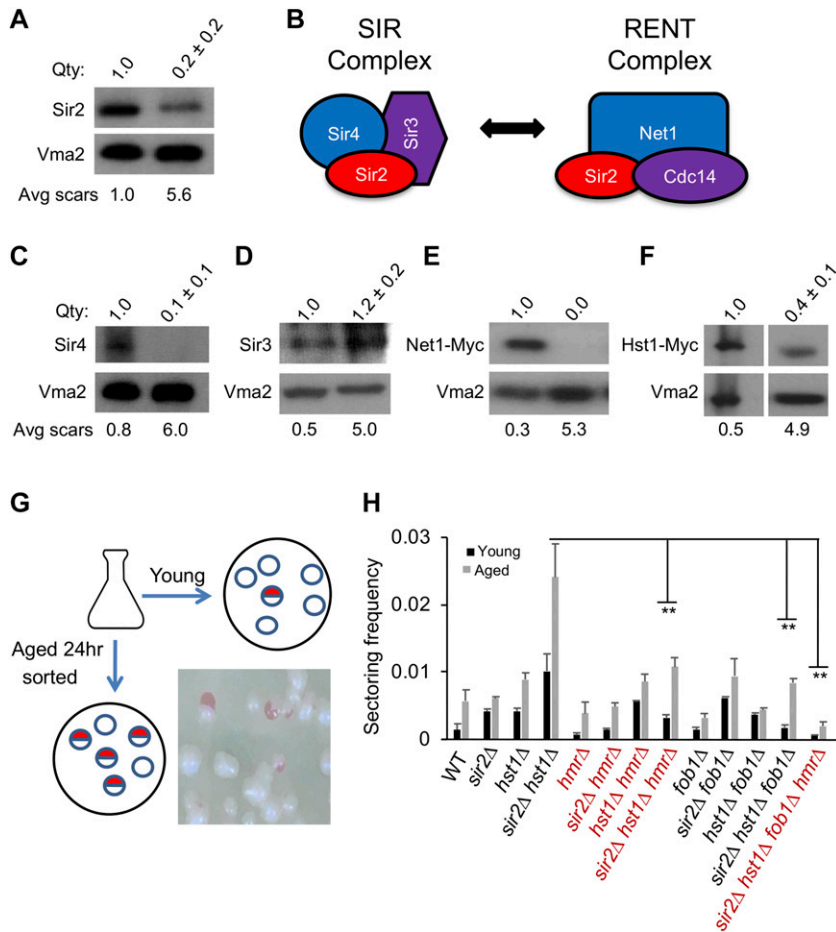 A
Qty: 1.0 0.2 ± 0.2
Sir2
Vma2
Avg scars 1.0 5.6
B
SIR
Complex
RENT
Complex
Sir4
Sir3
Sir2
Net1
Sir2
Cdc14
C
Qty: 1.0 0.1 ± 0.1
Sir4
Vma2
Avg scars 0.8 6.0
D
1.0 1.2 ± 0.2
Sir3
Vma2
0.5 5.0
E
1.0 0.0
Net1-Myc
Vma2
0.3 5.3
F
1.0 0.4 ± 0.1
Hst1-Myc
Vma2
0.5 4.9
G
Young
Aged 24hr
sorted
H
Sectoring frequency
0.03
0.02
0.01
0
Young
Aged
**
**
**
WT
sir2Δ
hst1Δ
sir2Δ hst1Δ
hmrΔ
sir2Δ hmrΔ
hst1Δ hmrΔ
sir2Δ hst1Δ hmrΔ
fob1Δ
sir2Δ fob1Δ
hst1Δ fob1Δ
sir2Δ hst1Δ fob1Δ
sir2Δ hst1Δ fob1Δ hmrΔ